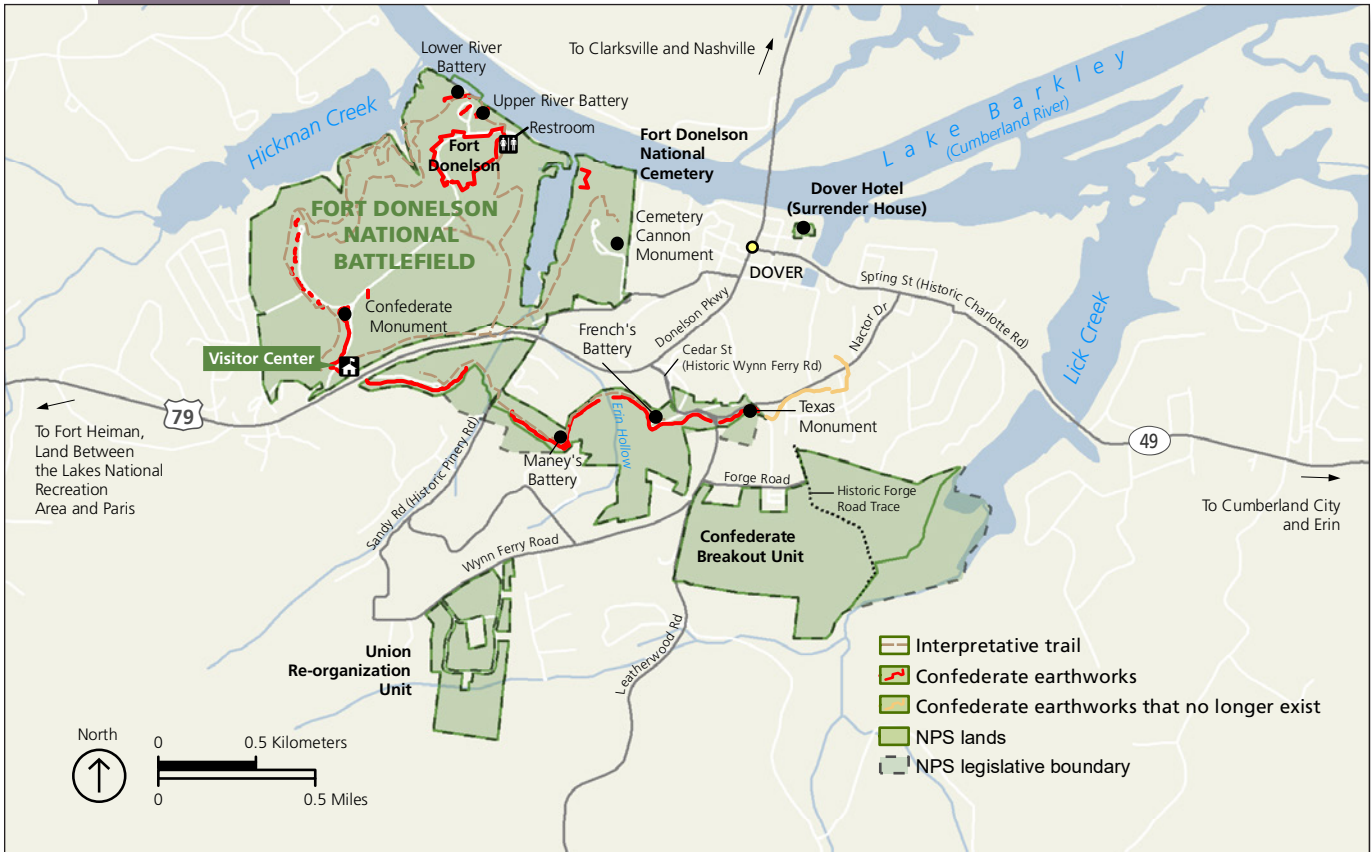 Lower River
Battery
To Clarksville and Nashville
Upper River Battery
Restroom
Fort
Donelson
Fort Donelson
National
Cemetery
Hickman Creek
Lake Barkley
(Cumberland River)
Dover Hotel
(Surrender House)
FORT DONELSON
NATIONAL
BATTLEFIELD
Cemetery
Cannon
Monument
DOVER
Spring St (Historic Charlotte Rd)
Lick Creek
Confederate
Monument
Donelson Pkwy
Nactor Dr
French's
Battery
Cedar St
(Historic Wynn Ferry Rd)
Visitor Center
79
To Fort Heiman,
Land Between
the Lakes National
Recreation
Area and Paris
Erin Hollow
Texas
Monument
Maney's
Battery
Sandy Rd (Historic Pinery Rd)
49
Forge Road
Historic Forge
Road Trace
To Cumberland City
and Erin
Wynn Ferry Road
Confederate
Breakout Unit
Leatherwood Rd
Union
Re-organization
Unit
Interpretative trail
Confederate earthworks
Confederate earthworks that no longer exist
NPS lands
NPS legislative boundary
North
0
0.5 Kilometers
0
0.5 Miles